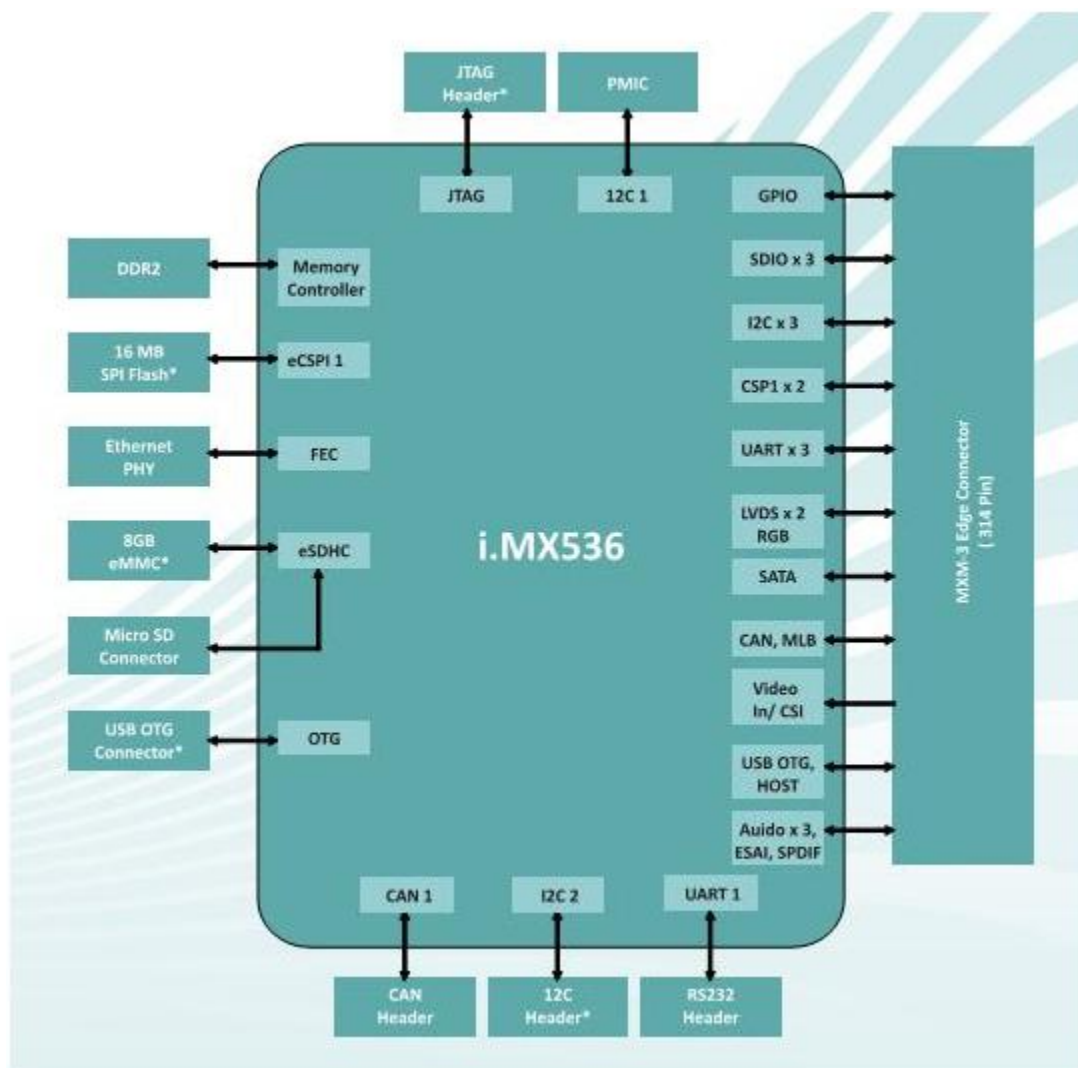 JTAG
Header*
PMIC
JTAG
12C 1
GPIO
SDIO x 3
I2C x 3
CSP1 x 2
UART x 3
LVDS x 2
RGB
SATA
CAN, MLB
Video
In/ CSI
USB OTG,
HOST
Auido x 3,
ESAI, SPDIF
MXM-3 Edge Connector
( 314 Pin)
DDR2
Memory
Controller
16 MB
SPI Flash*
eCSPI 1
Ethernet
PHY
FEC
8GB
eMMC*
eSDHC
i.MX536
Micro SD
Connector
USB OTG
Connector*
OTG
CAN 1
I2C 2
UART 1
CAN
Header
12C
Header*
RS232
Header